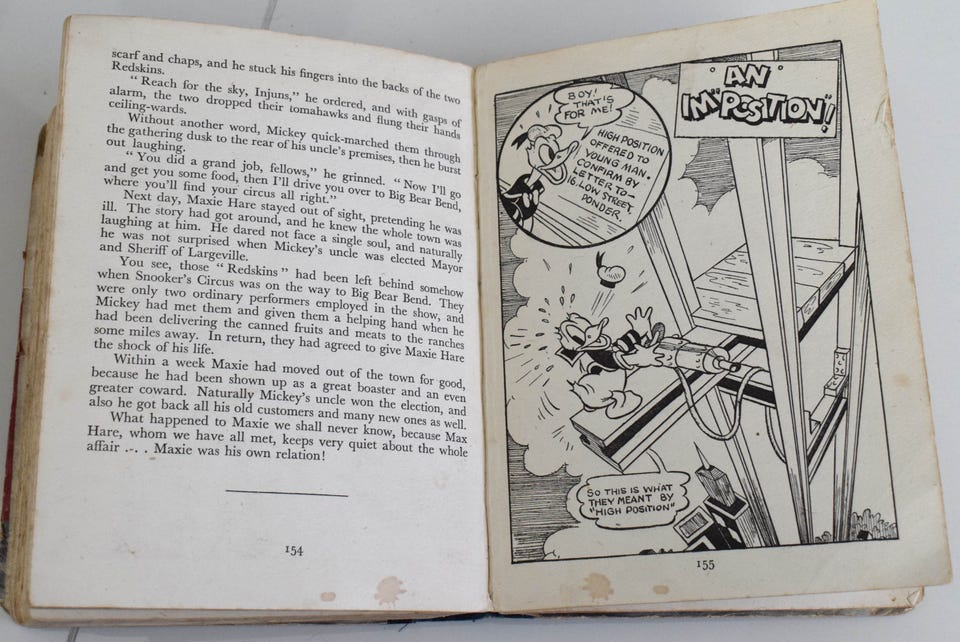 scarf and chaps, and he stuck his fingers into the backs of the two
Redskins.
"Reach for the sky, Injuns," he ordered, and with gasps of
alarm, the two dropped their tomahawks and flung their hands
ceiling-wards.
Without another word, Mickey quick-marched them through
the gathering dusk to the rear of his uncle's premises, then he burst
out laughing.
"You did a grand job, fellows," he grinned. "Now I'll go
and get you some food, then I'll drive you over to Big Bear Bend,
where you'll find your circus all right."
Next day, Maxie Hare stayed out of sight, pretending he was
ill. The story had got around, and he knew the whole town was
laughing at him. He dared not face a single soul, and naturally
he was not surprised when Mickey's uncle was elected Mayor
and Sheriff of Largeville.
You see, those "Redskins" had been left behind somehow
when Snooker's Circus was on the way to Big Bear Bend. They
were only two ordinary performers employed in the show, and
Mickey had met them and given them a helping hand when he
had been delivering the canned fruits and meats to the ranches
some miles away. In return, they had agreed to give Maxie Hare
the shock of his life.
Within a week Maxie had moved out of the town for good,
because he had been shown up as a great boaster and an even
greater coward. Naturally Mickey's uncle won the election, and
also he got back all his old customers and many new ones as well.
What happened to Maxie we shall never know, because Max
Hare, whom we have all met, keeps very quiet about the whole
affair . . . Maxie was his own relation!
154
AN
IM"POSITION"!
BOY!
THAT'S
FOR ME!
HIGH POSITION
OFFERED TO
YOUNG MAN.
CONFIRM BY
LETTER TO—
16, LOW STREET,
PONDER.
SO THIS IS WHAT
THEY MEANT BY
"HIGH POSITION"
155